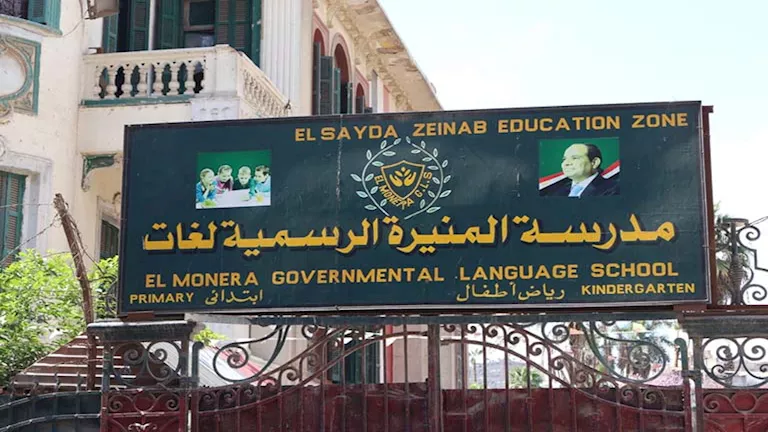 EL SAYDA ZEINAB EDUCATION ZONE
EL MONERA G.L.S
مدرسة المنيرة الرسمية لغات
EL MONERA GOVERNMENTAL LANGUAGE SCHOOL
PRIMARY ابتدائى رياض أطفال KINDERGARTEN